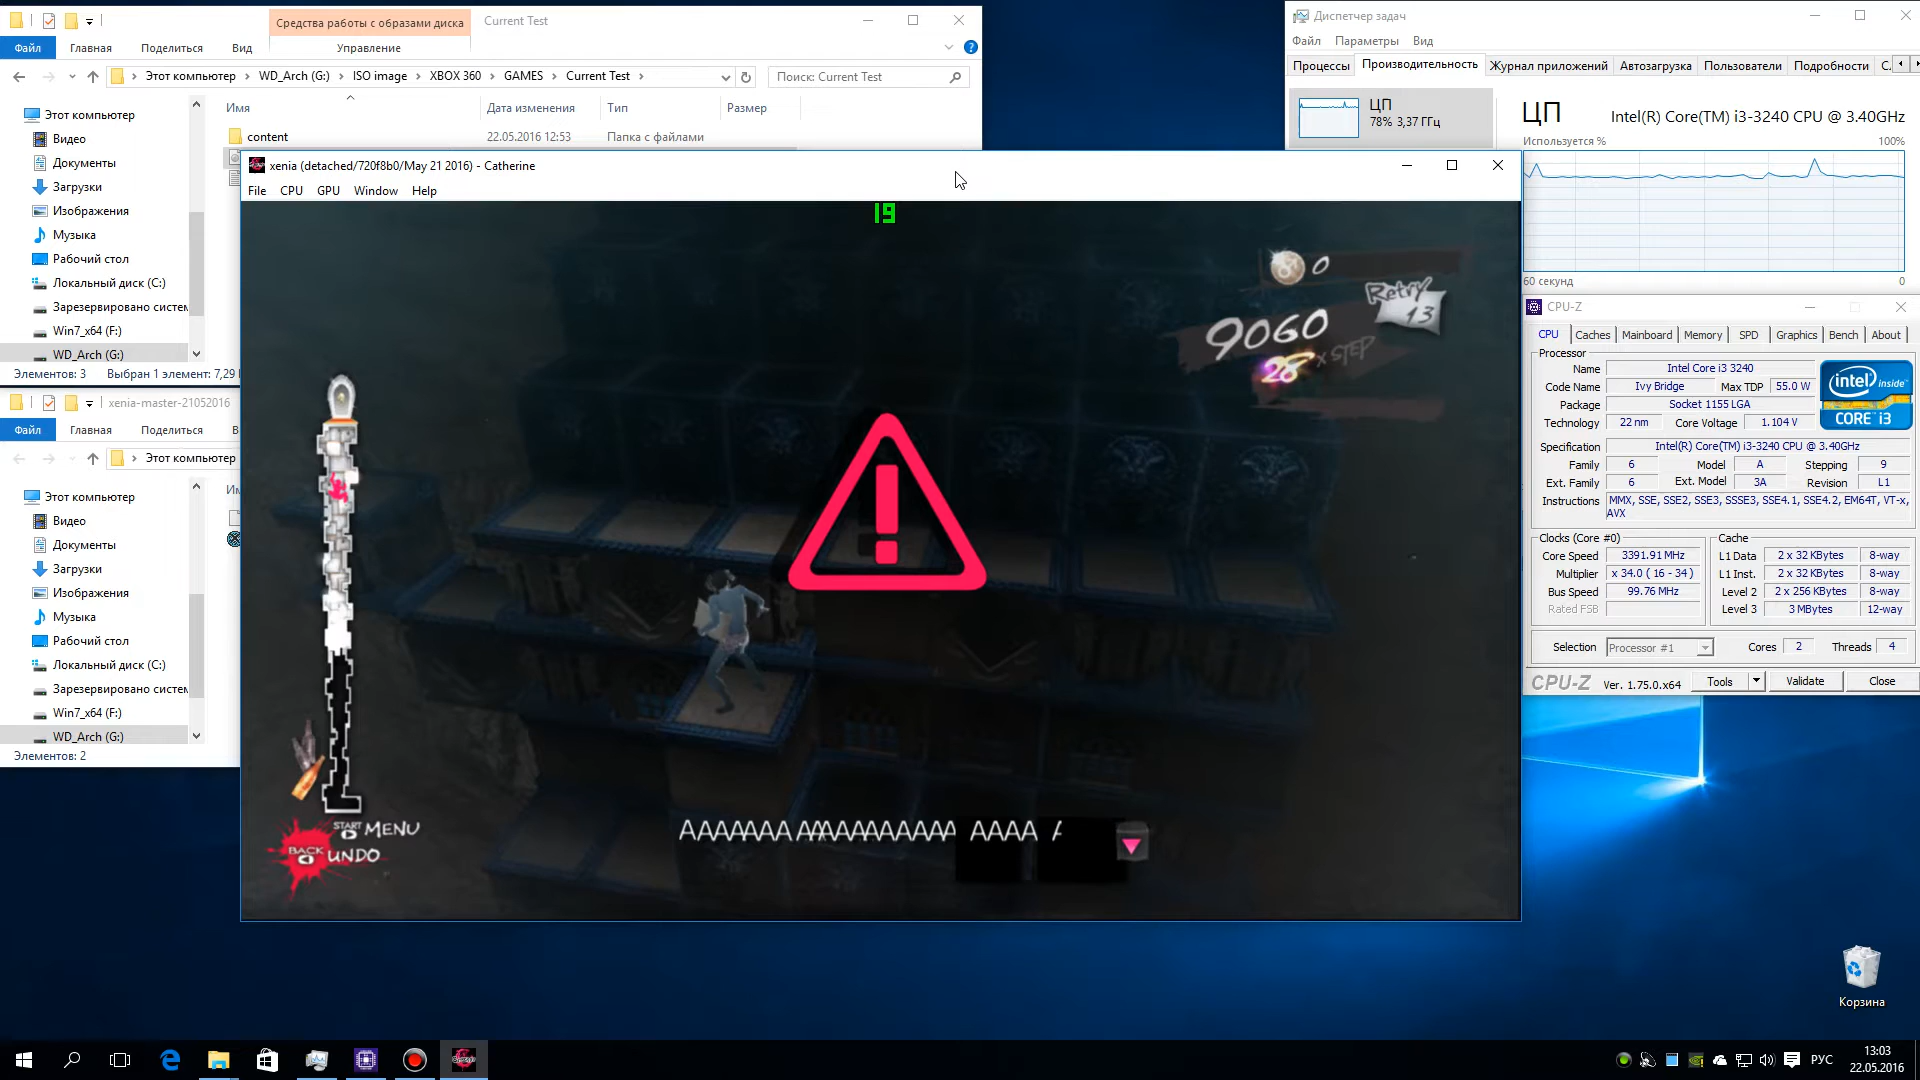 Средства работы с образами диска
Current Test
Файл
Главная
Поделиться
Вид
Управление
Этот компьютер
WD_Arch (G:)
ISO image
XBOX 360
GAMES
Current Test
Поиск: Current Test
Имя
Дата изменения
Тип
Размер
content
22.05.2016 12:53
Папка с файлами
Этот компьютер
Видео
Документы
Загрузки
Изображения
Музыка
Рабочий стол
Локальный диск (C:)
Зарезервировано систем
Win7_x64 (F:)
WD_Arch (G:)
Элементов: 3
Выбран 1 элемент: 7,29
xenia-master-21052016
Файл
Главная
Поделиться
В
Этот компьютер
Этот компьютер
Видео
Документы
Загрузки
Изображения
Музыка
Рабочий стол
Локальный диск (C:)
Зарезервировано систем
Win7_x64 (F:)
WD_Arch (G:)
Элементов: 2
xenia (detached/720f8b0/May 21 2016) - Catherine
File
CPU
GPU
Window
Help
19
0
Retry
13
9060
28 x STEP
START MENU
BACK UNDO
AAAAAAA AAAAAAAAAAA AAAA A
Диспетчер задач
Файл
Параметры
Вид
Процессы
Производительность
Журнал приложений
Автозагрузка
Пользователи
Подробности
С.
ЦП
78% 3,37 ГГц
ЦП
Intel(R) Core(TM) i3-3240 CPU @ 3.40GHz
Используется %
100%
60 секунд
0
CPU-Z
CPU
Caches
Mainboard
Memory
SPD
Graphics
Bench
About
Processor
Name
Intel Core i3 3240
Code Name
Ivy Bridge
Max TDP
55.0 W
Package
Socket 1155 LGA
Technology
22 nm
Core Voltage
1.104 V
intel inside
CORE i3
Specification
Intel(R) Core(TM) i3-3240 CPU @ 3.40GHz
Family
6
Model
A
Stepping
9
Ext. Family
6
Ext. Model
3A
Revision
L1
Instructions
MMX, SSE, SSE2, SSE3, SSSE3, SSE4.1, SSE4.2, EM64T, VT-x,
AVX
Clocks (Core #0)
Core Speed
3391.91 MHz
Multiplier
x 34.0 ( 16 - 34 )
Bus Speed
99.76 MHz
Rated FSB
Cache
L1 Data
2 x 32 KBytes
8-way
L1 Inst.
2 x 32 KBytes
8-way
Level 2
2 x 256 KBytes
8-way
Level 3
3 MBytes
12-way
Selection
Processor #1
Cores
2
Threads
4
CPU-Z
Ver. 1.75.0.x64
Tools
Validate
Close
Корзина
РУС
13:03
22.05.2016